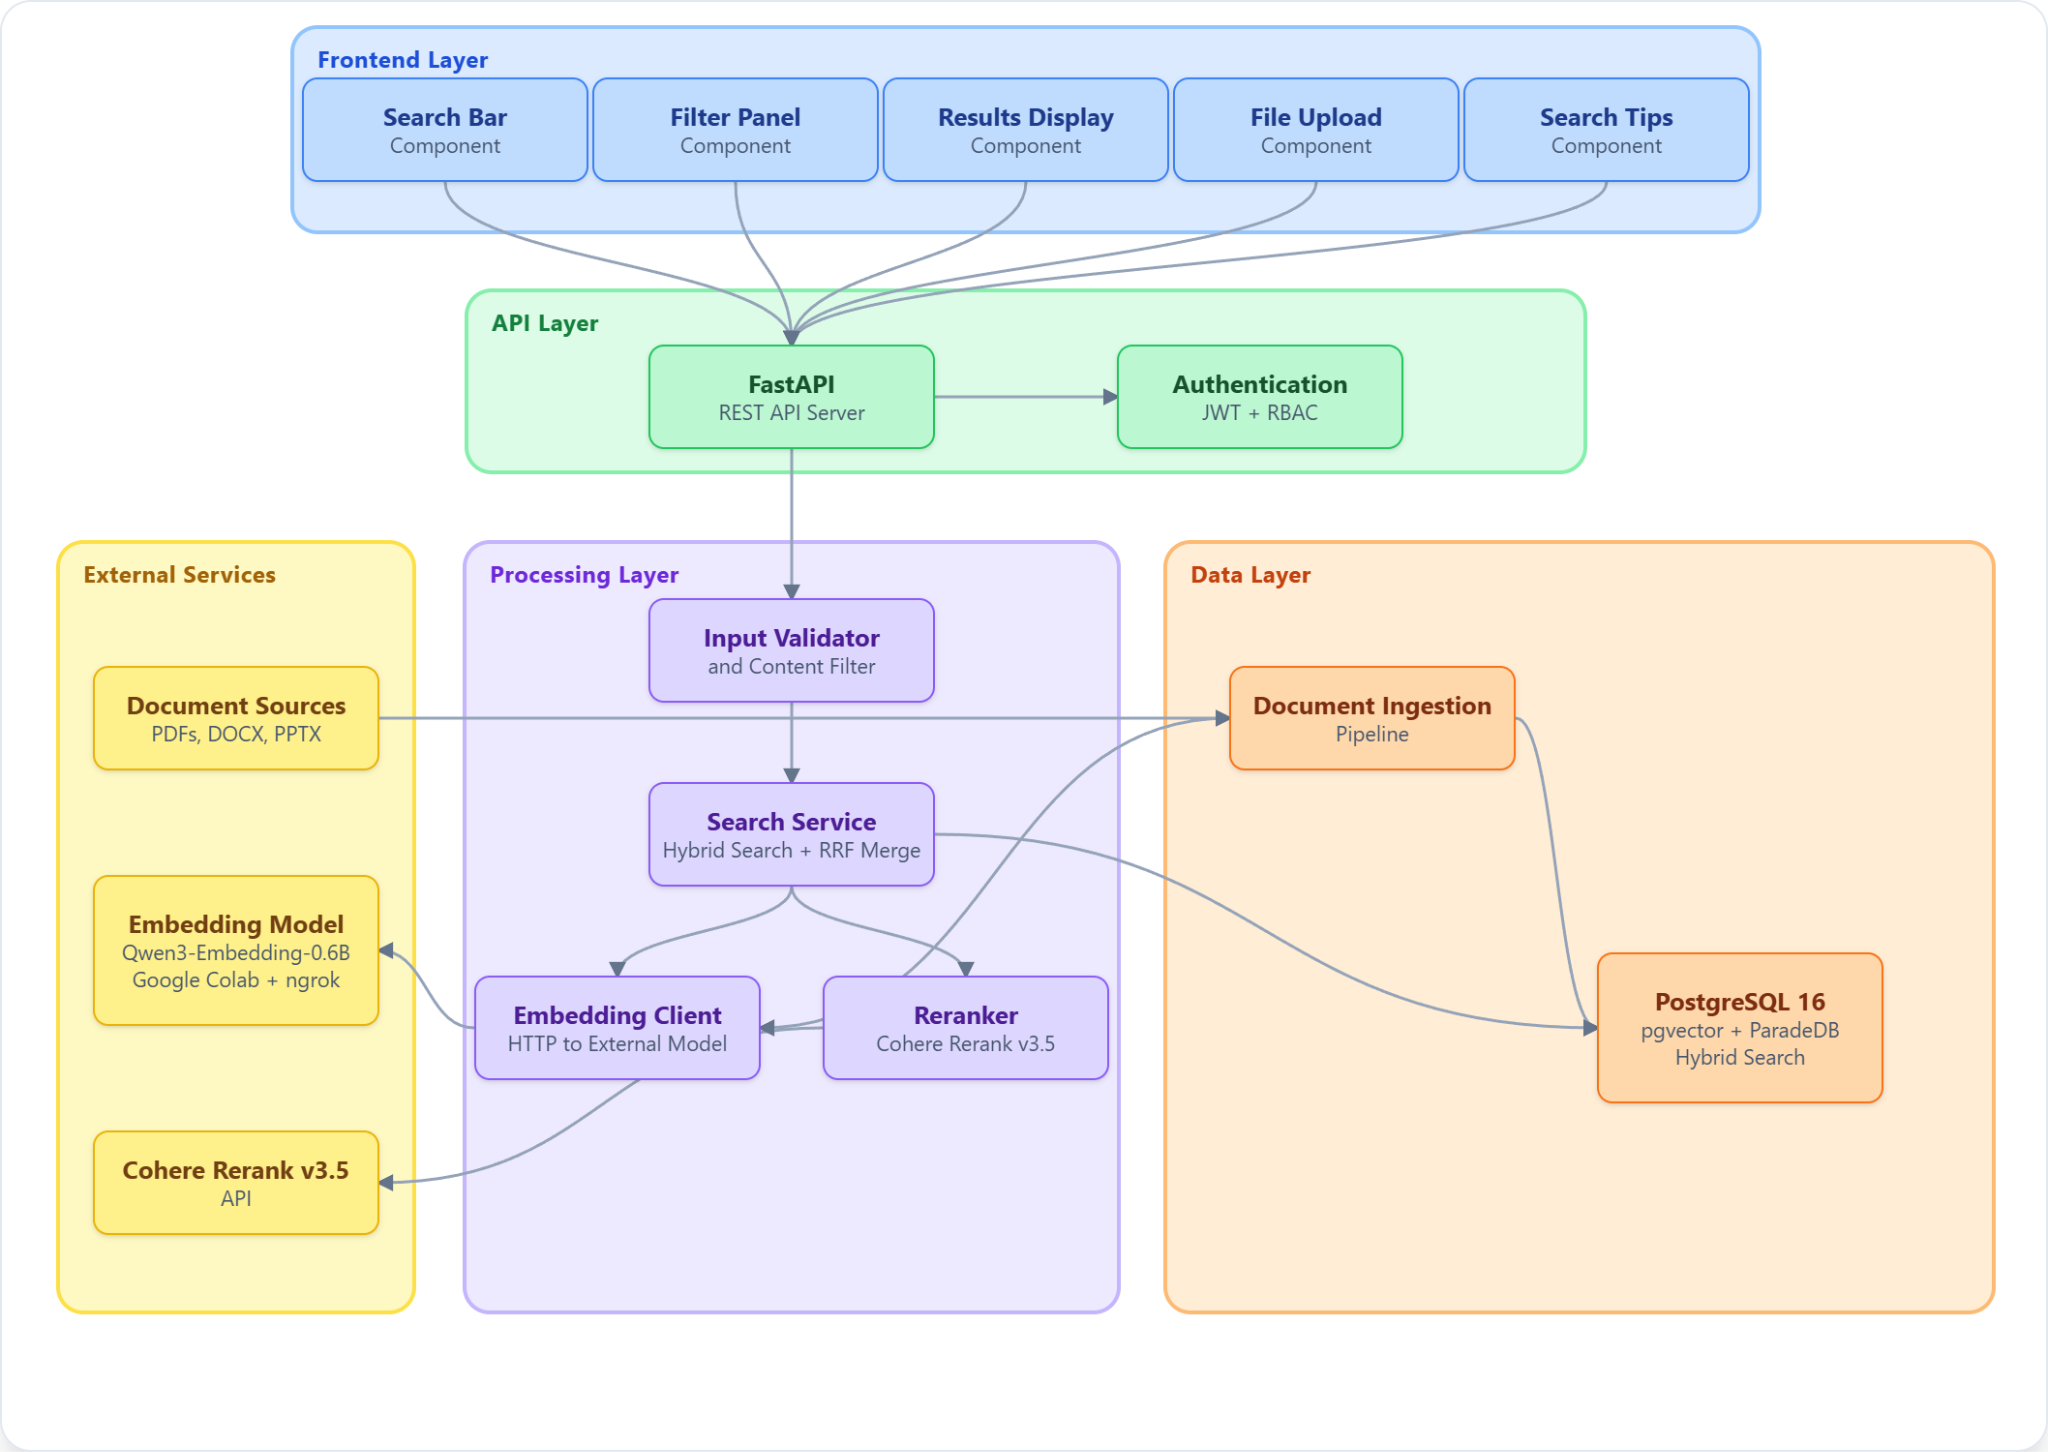 Frontend Layer
Search Bar
Component
Filter Panel
Component
Results Display
Component
File Upload
Component
Search Tips
Component
API Layer
FastAPI
REST API Server
Authentication
JWT + RBAC
External Services
Document Sources
PDFs, DOCX, PPTX
Embedding Model
Qwen3-Embedding-0.6B
Google Colab + ngrok
Cohere Rerank v3.5
API
Processing Layer
Input Validator
and Content Filter
Search Service
Hybrid Search + RRF Merge
Embedding Client
HTTP to External Model
Reranker
Cohere Rerank v3.5
Data Layer
Document Ingestion
Pipeline
PostgreSQL 16
pgvector + ParadeDB
Hybrid Search